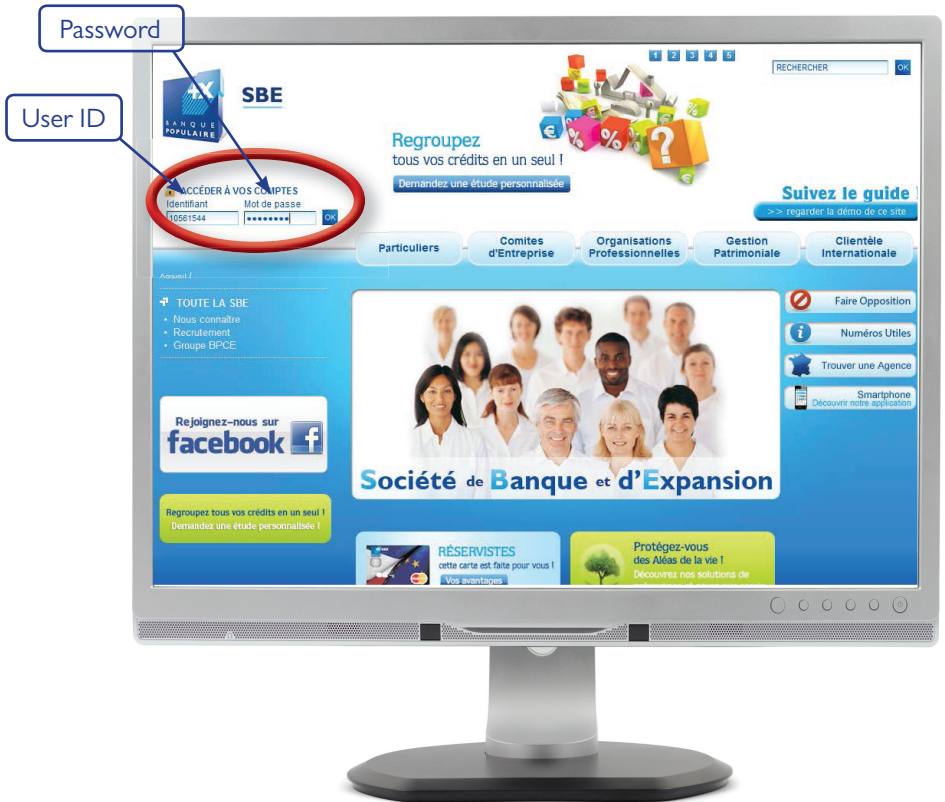 Password
User ID
BANQUE
POPULAIRE
SBE
1 2 3 4 5
RECHERCHER
OK
Regroupez
tous vos crédits en un seul !
Demandez une étude personnalisée
€ % % % ?
€
ACCÉDER À VOS COMPTES
Identifiant Mot de passe
10561544 •••••••• OK
Suivez le guide !
>> regarder la démo de ce site
Particuliers
Comites
d'Entreprise
Organisations
Professionnelles
Gestion
Patrimoniale
Clientèle
Internationale
Accueil /
TOUTE LA SBE
• Nous connaître
• Recrutement
• Groupe BPCE
Rejoignez-nous sur
facebook f
Regroupez tous vos crédits en un seul !
Demandez une étude personnalisée !
Société de Banque et d'Expansion
Faire Opposition
i Numéros Utiles
Trouver une Agence
Smartphone
Découvrir notre application
RÉSERVISTES
cette carte est faite pour vous !
Vos avantages
Protégez-vous
des Aléas de la vie !
Découvrez nos solutions de